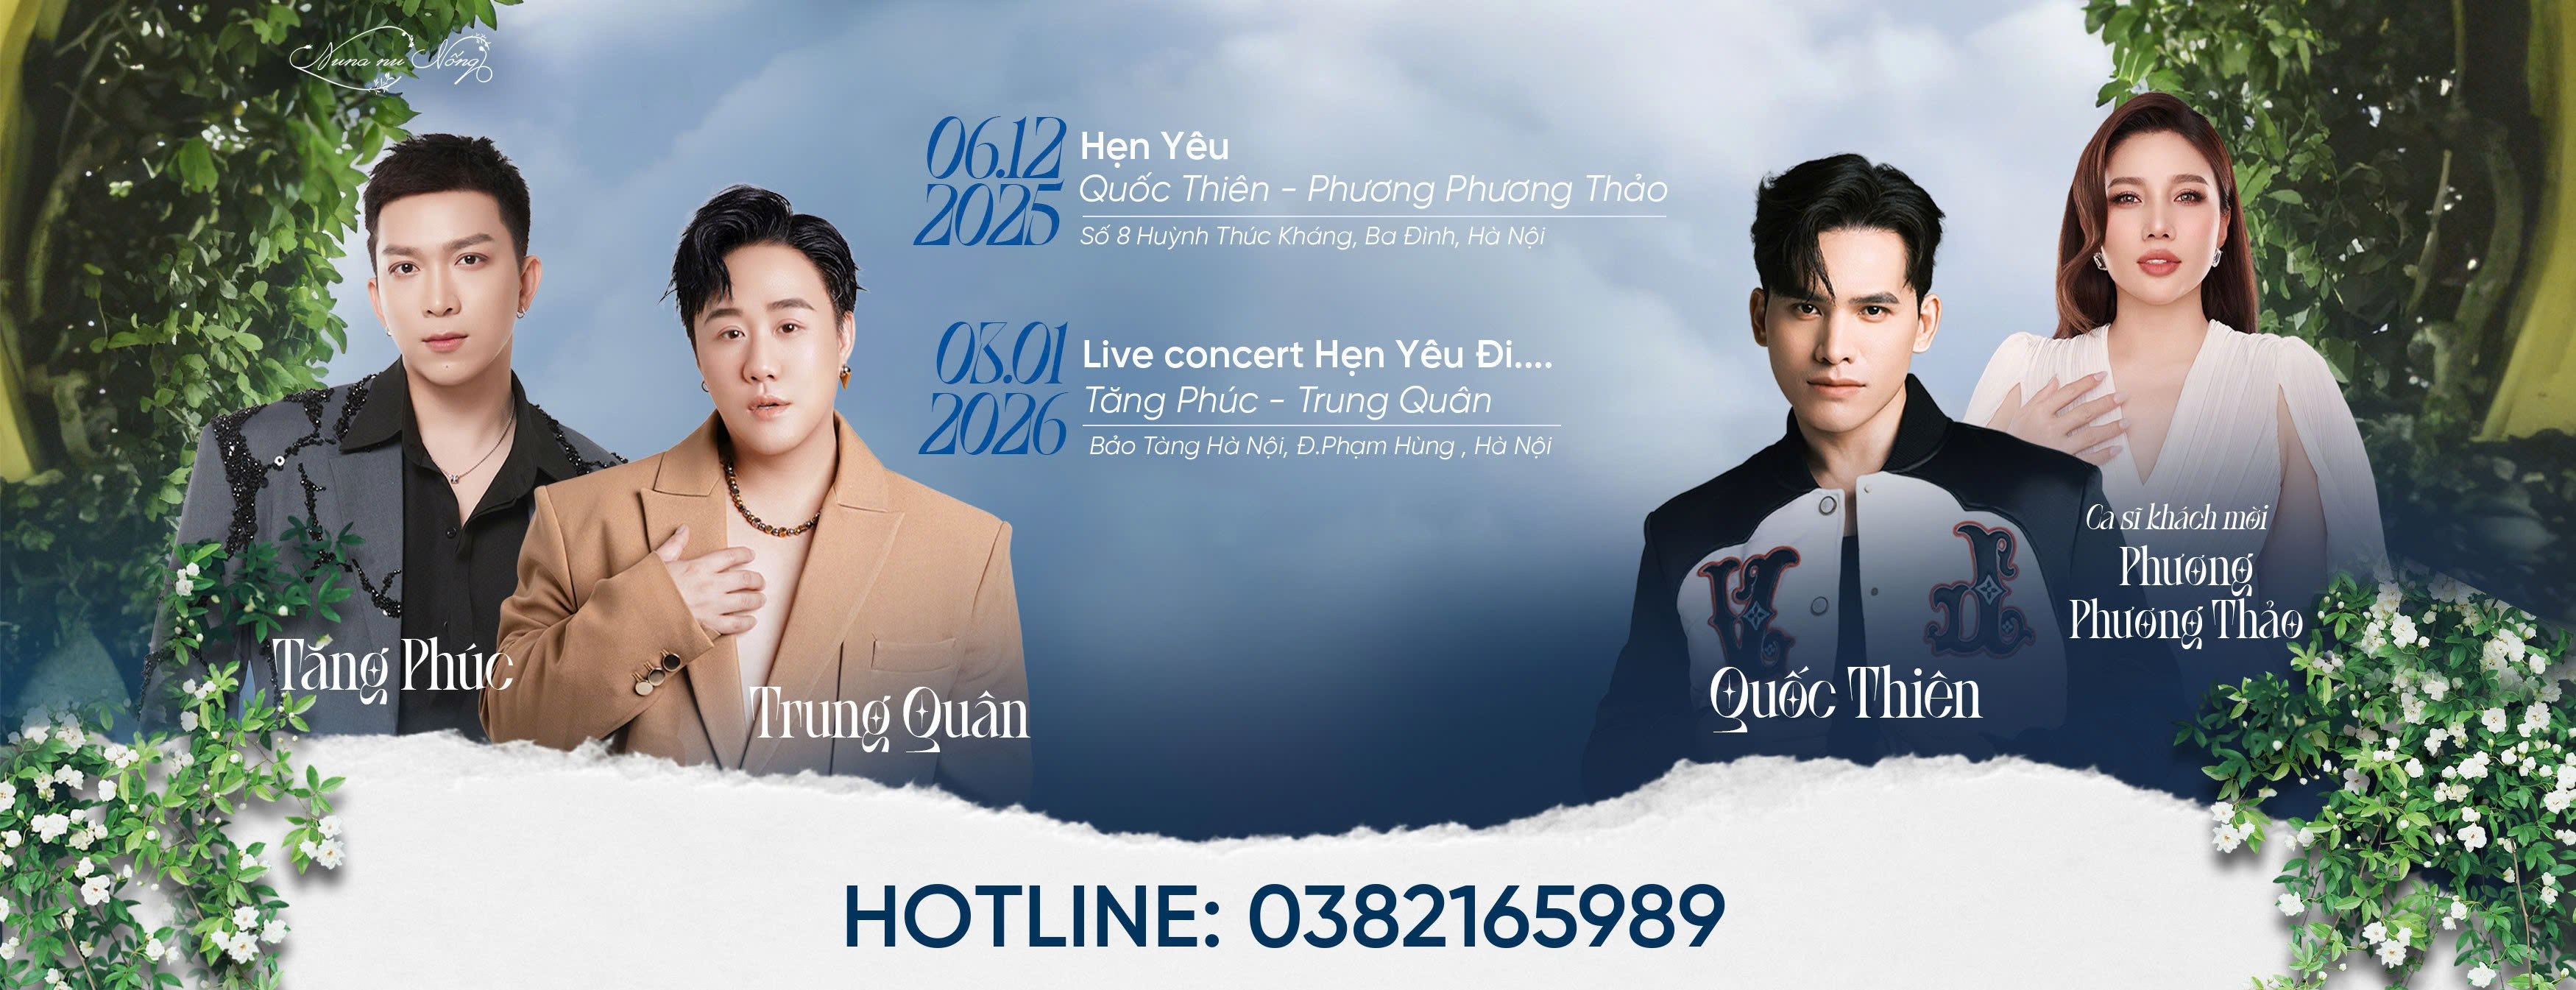 Nuna nu Nống
06.12
2025
Hẹn Yêu
Quốc Thiên - Phương Phương Thảo
Số 8 Huỳnh Thúc Kháng, Ba Đình, Hà Nội
03.01
2026
Live concert Hẹn Yêu Đi....
Tăng Phúc - Trung Quân
Bảo Tàng Hà Nội, Đ.Phạm Hùng , Hà Nội
Tăng Phúc
Trung Quân
Quốc Thiên
Ca sĩ khách mời
Phương
Phương Thảo
HOTLINE: 0382165989